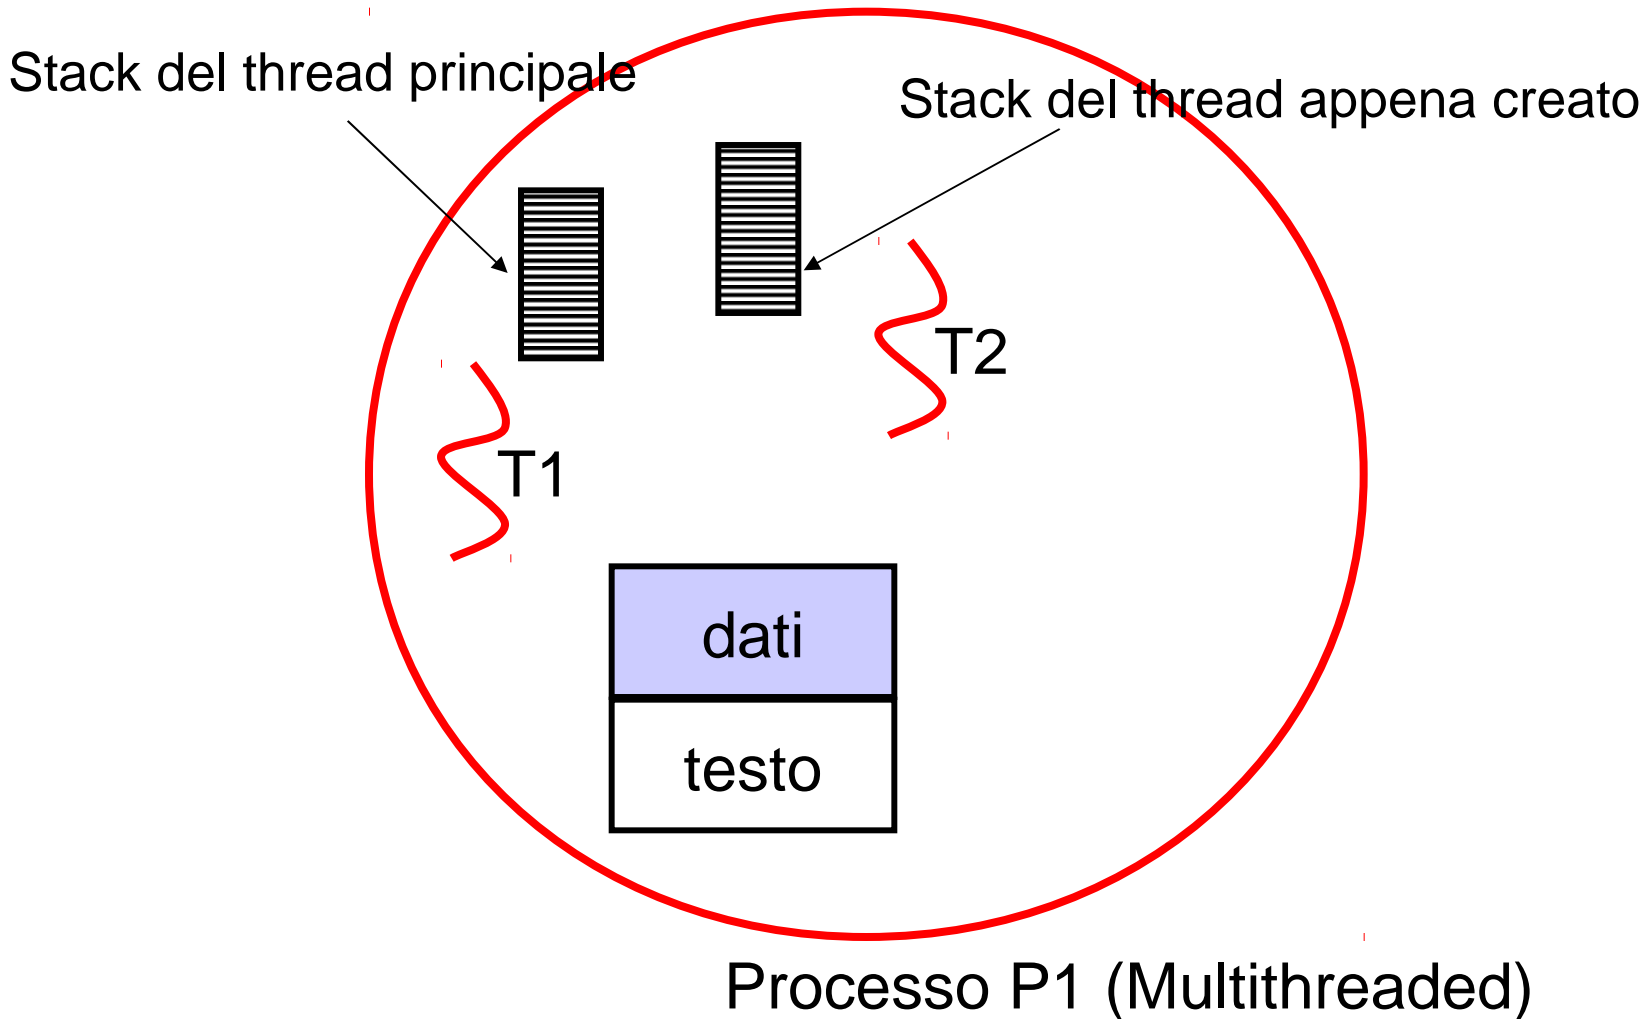 Stack del thread principale
Stack del thread appena creato
T2
T1
dati
testo
Processo P1 (Multithreaded)